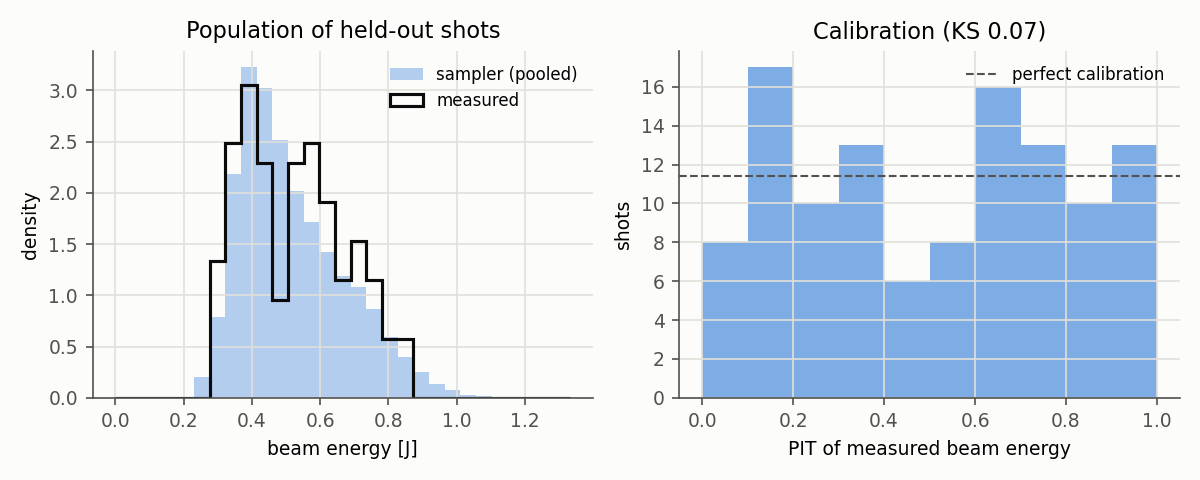 Population of held-out shots
sampler (pooled)
measured
density
3.0
2.5
2.0
1.5
1.0
0.5
0.0
0.0 0.2 0.4 0.6 0.8 1.0 1.2
beam energy [J]
Calibration (KS 0.07)
perfect calibration
shots
16
14
12
10
8
6
4
2
0
0.0 0.2 0.4 0.6 0.8 1.0
PIT of measured beam energy